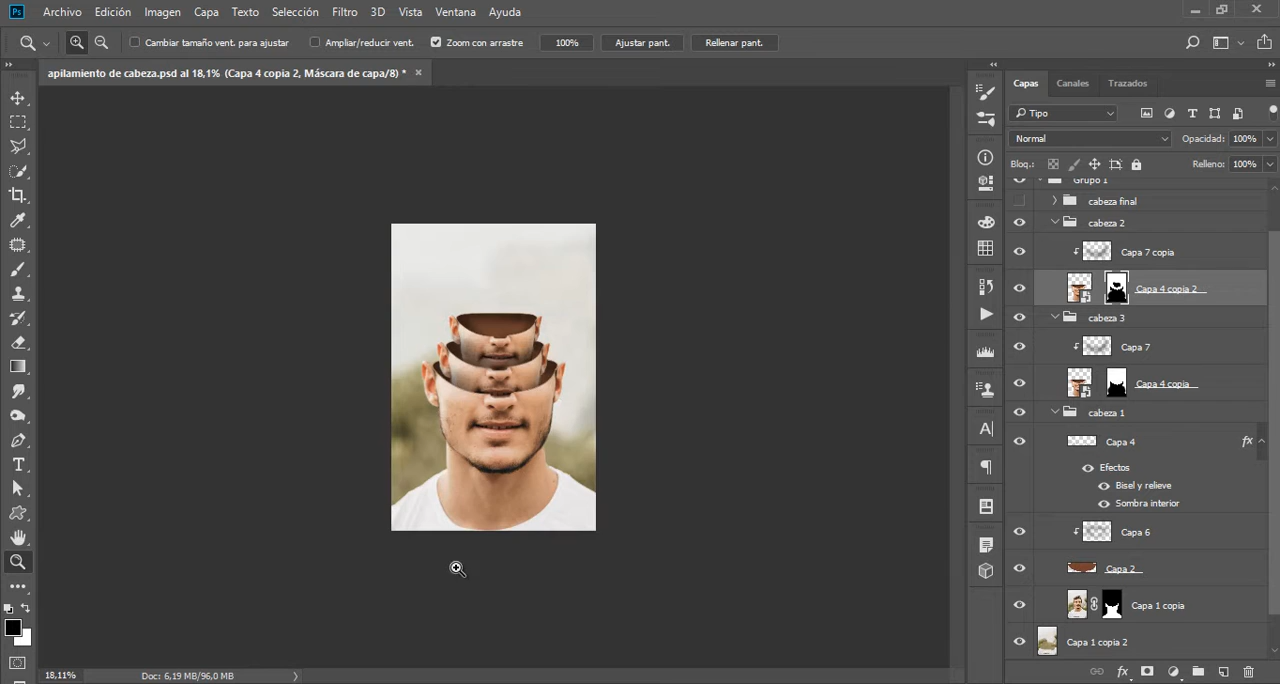 Ps Archivo Edición Imagen Capa Texto Selección Filtro 3D Vista Ventana Ayuda
Cambiar tamaño vent. para ajustar Ampliar/reducir vent. Zoom con arrastre 100% Ajustar pant. Rellenar pant.
apilamiento de cabeza.psd al 18,1% (Capa 4 copia 2, Máscara de capa/8) *
Capas Canales Trazados
Tipo
Normal Opacidad: 100%
Bloq.: Relleno: 100%
Grupo 1
cabeza final
cabeza 2
Capa 7 copia
Capa 4 copia 2
cabeza 3
Capa 7
Capa 4 copia
cabeza 1
Capa 4 fx
Efectos
Bisel y relieve
Sombra interior
Capa 6
Capa 2
Capa 1 copia
Capa 1 copia 2
18,11% Doc: 6,19 MB/96,0 MB